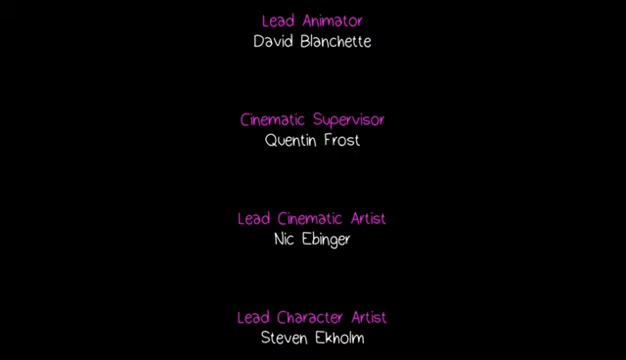 Lead Animator
David Blanchette
Cinematic Supervisor
Quentin Frost
Lead Cinematic Artist
Nic Ebinger
Lead Character Artist
Steven Ekholm